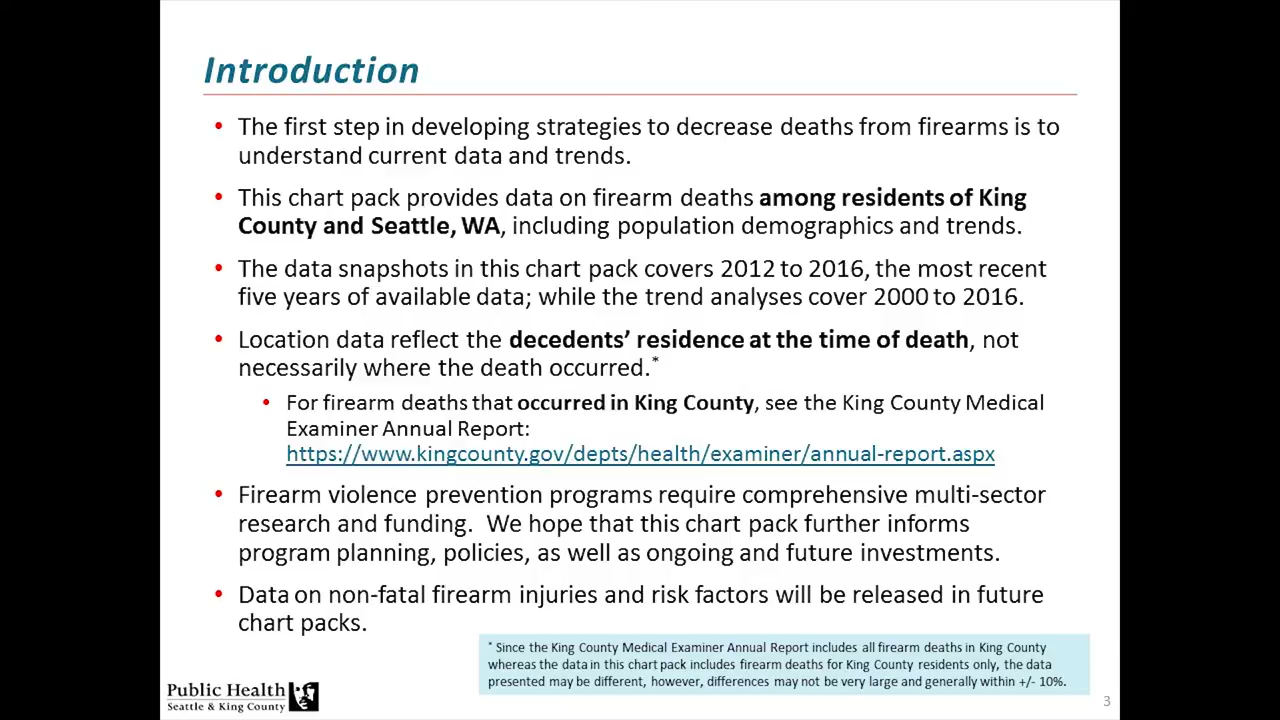 Introduction
• The first step in developing strategies to decrease deaths from firearms is to
understand current data and trends.
• This chart pack provides data on firearm deaths among residents of King
County and Seattle, WA, including population demographics and trends.
• The data snapshots in this chart pack covers 2012 to 2016, the most recent
five years of available data; while the trend analyses cover 2000 to 2016.
• Location data reflect the decedents’ residence at the time of death, not
necessarily where the death occurred.*
• For firearm deaths that occurred in King County, see the King County Medical
Examiner Annual Report:
https://www.kingcounty.gov/depts/health/examiner/annual-report.aspx
• Firearm violence prevention programs require comprehensive multi-sector
research and funding.  We hope that this chart pack further informs
program planning, policies, as well as ongoing and future investments.
• Data on non-fatal firearm injuries and risk factors will be released in future
chart packs.
* Since the King County Medical Examiner Annual Report includes all firearm deaths in King County
whereas the data in this chart pack includes firearm deaths for King County residents only, the data
presented may be different, however, differences may not be very large and generally within +/- 10%.
Public Health
Seattle & King County
3